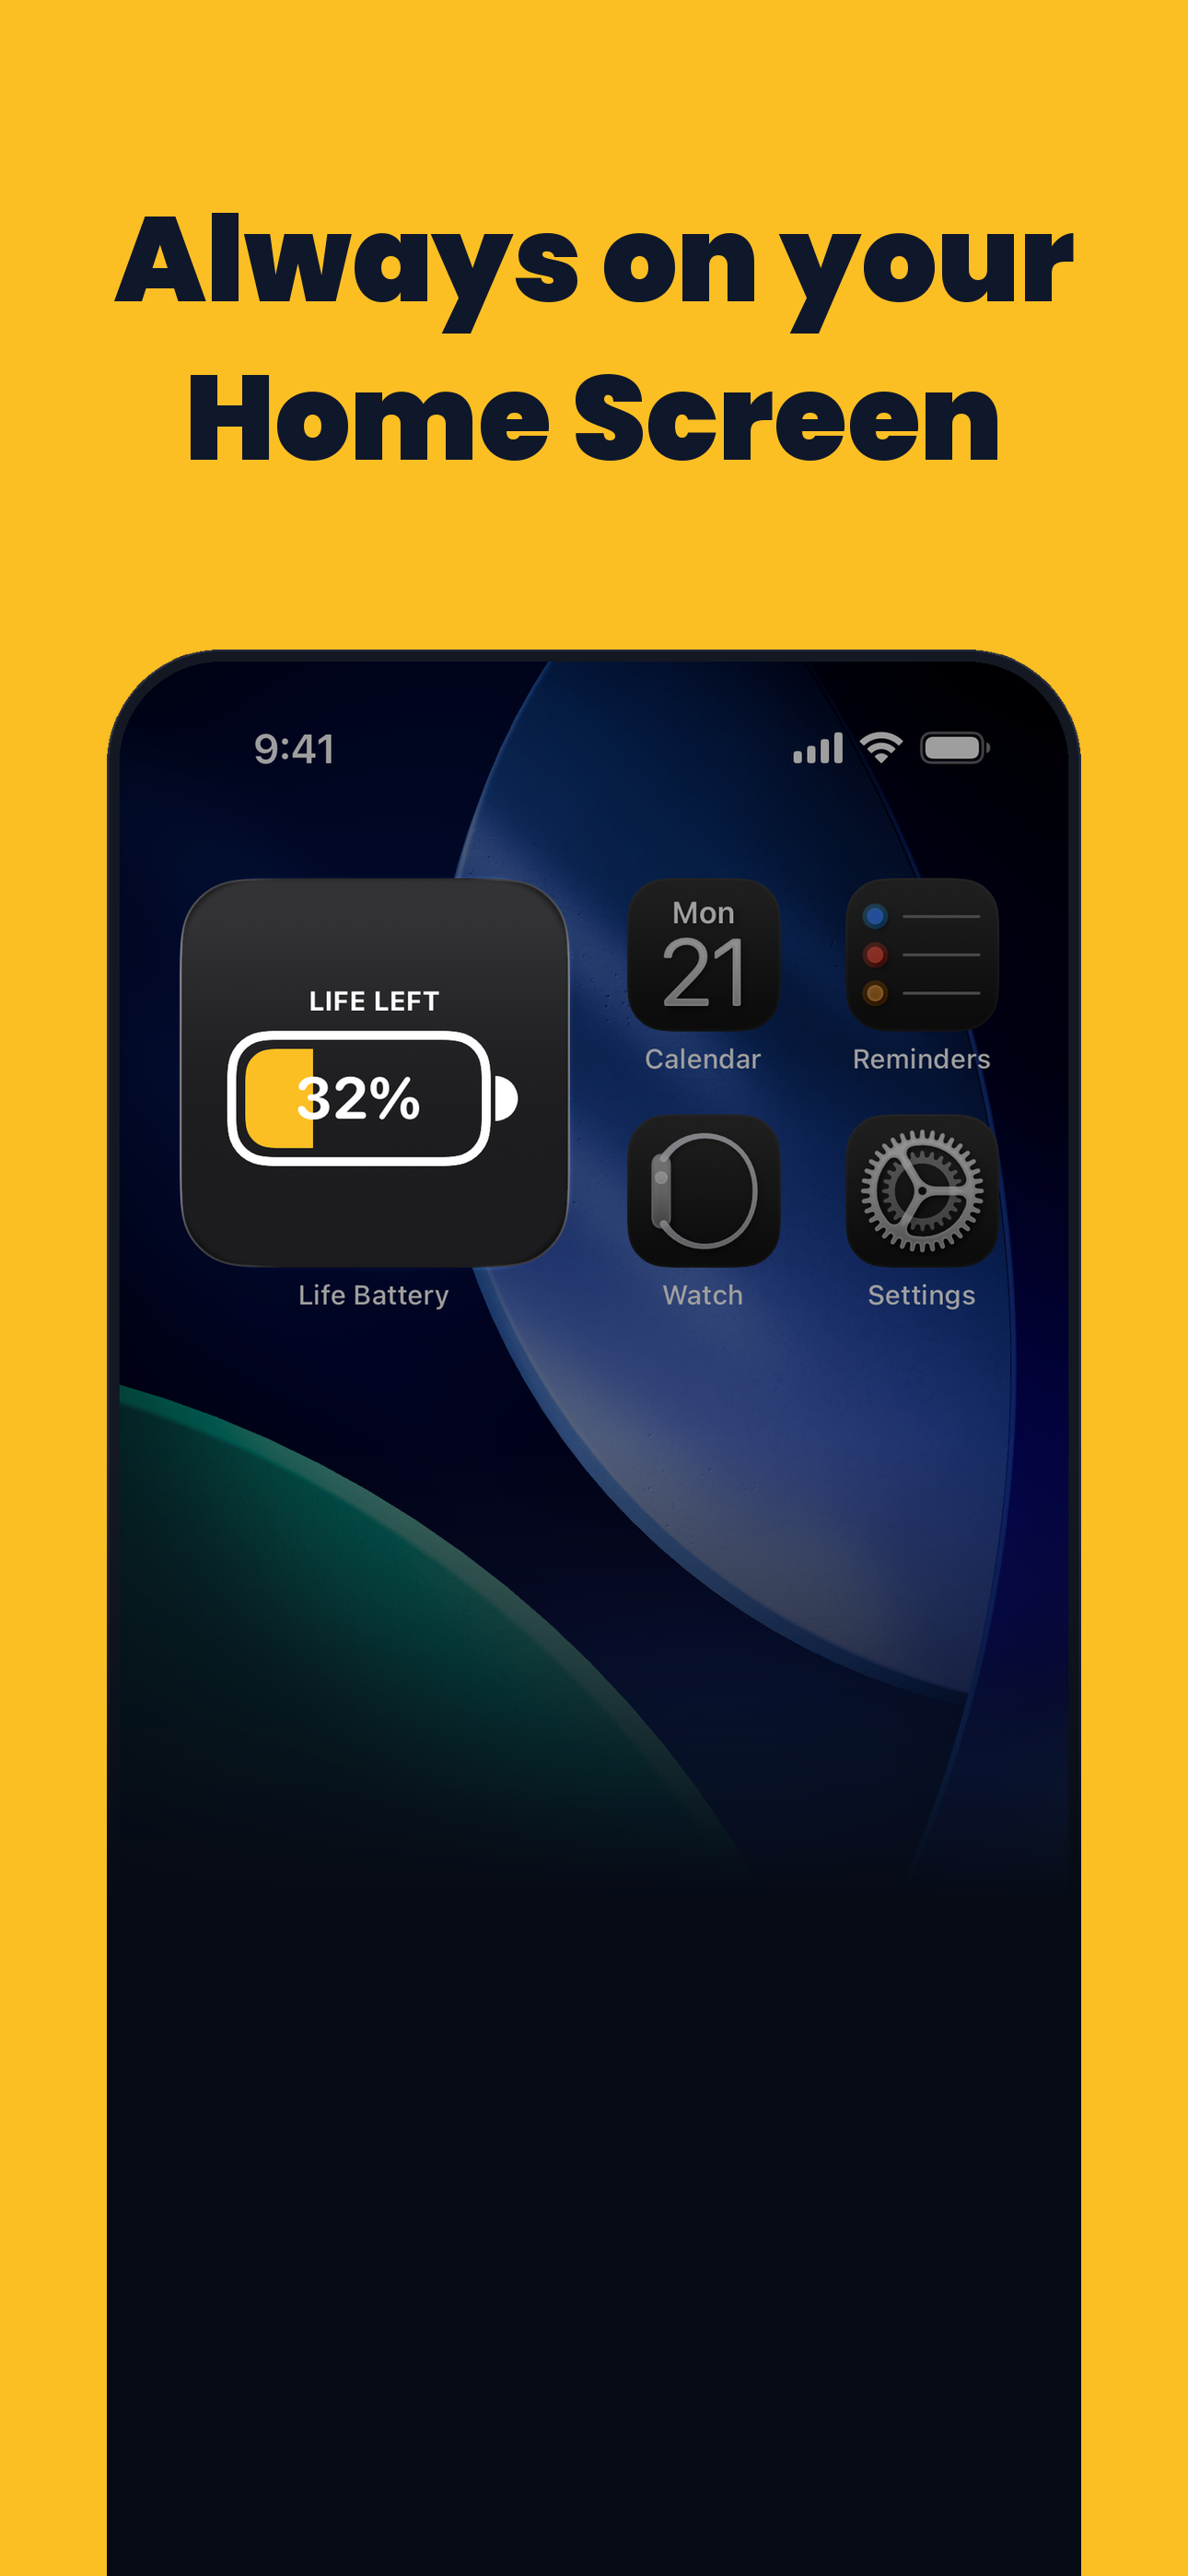 Always on your
Home Screen
9:41
LIFE LEFT
32%
Life Battery
Mon
21
Calendar
Reminders
Watch
Settings